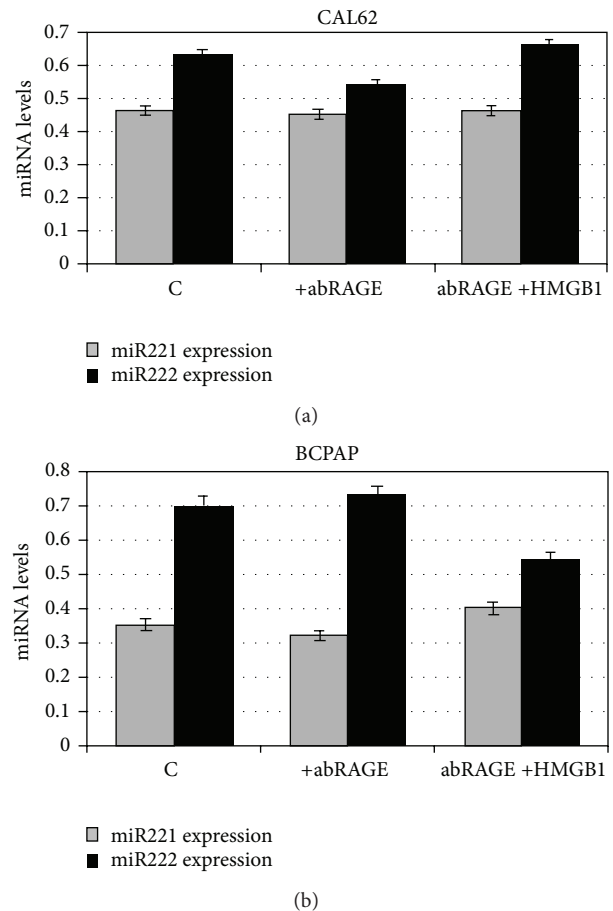 CAL62
miRNA levels
0.7
0.6
0.5
0.4
0.3
0.2
0.1
0
C
+abRAGE
abRAGE +HMGB1
miR221 expression
miR222 expression
(a)
BCPAP
miRNA levels
0.8
0.7
0.6
0.5
0.4
0.3
0.2
0.1
0
C
+abRAGE
abRAGE +HMGB1
miR221 expression
miR222 expression
(b)